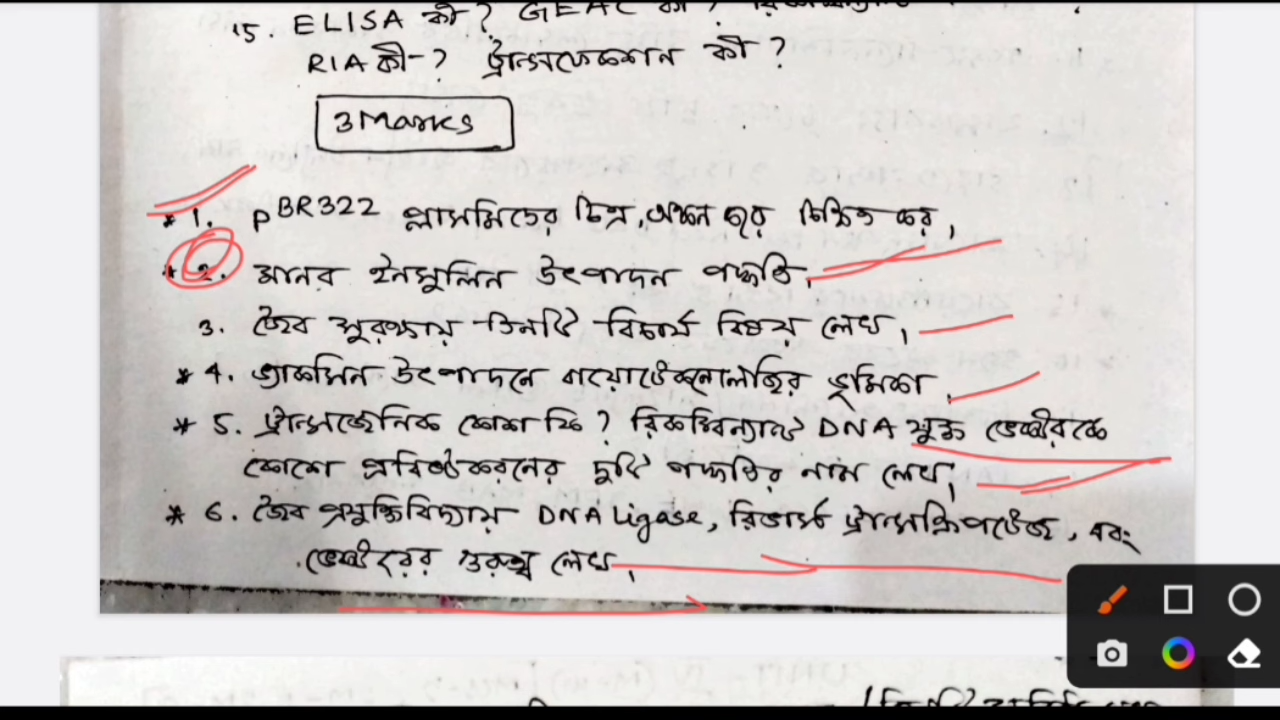 15. ELISA কী? GEAC কী?
RIA কী-? ট্রান্সফেকশান কী?
3 Marks
* 1. pBR322 প্লাসমিডের চিত্র, অঙ্কন কর চিহ্নিত কর,
* 2. মানব ইনসুলিন উৎপাদন পদ্ধতি,
3. জৈব সুরক্ষায় তিনটি বিচার্য বিষয় লেখ,
* 4. ভ্যাকসিন উৎপাদনে বায়োটেকনোলজির ভূমিকা,
* 5. ট্রান্সজেনিক কোশ কি? রিকম্বিন্যান্ট DNA যুক্ত ভেক্টরকে
কোশে প্রবিষ্টকরনের দুটি পদ্ধতির নাম লেখ,
* 6. জৈব প্রযুক্তিবিদ্যায় DNA Ligase, রিভার্স ট্রান্সক্রিপটেজ, এবং
ভেক্টরের গুরুত্ব লেখ,